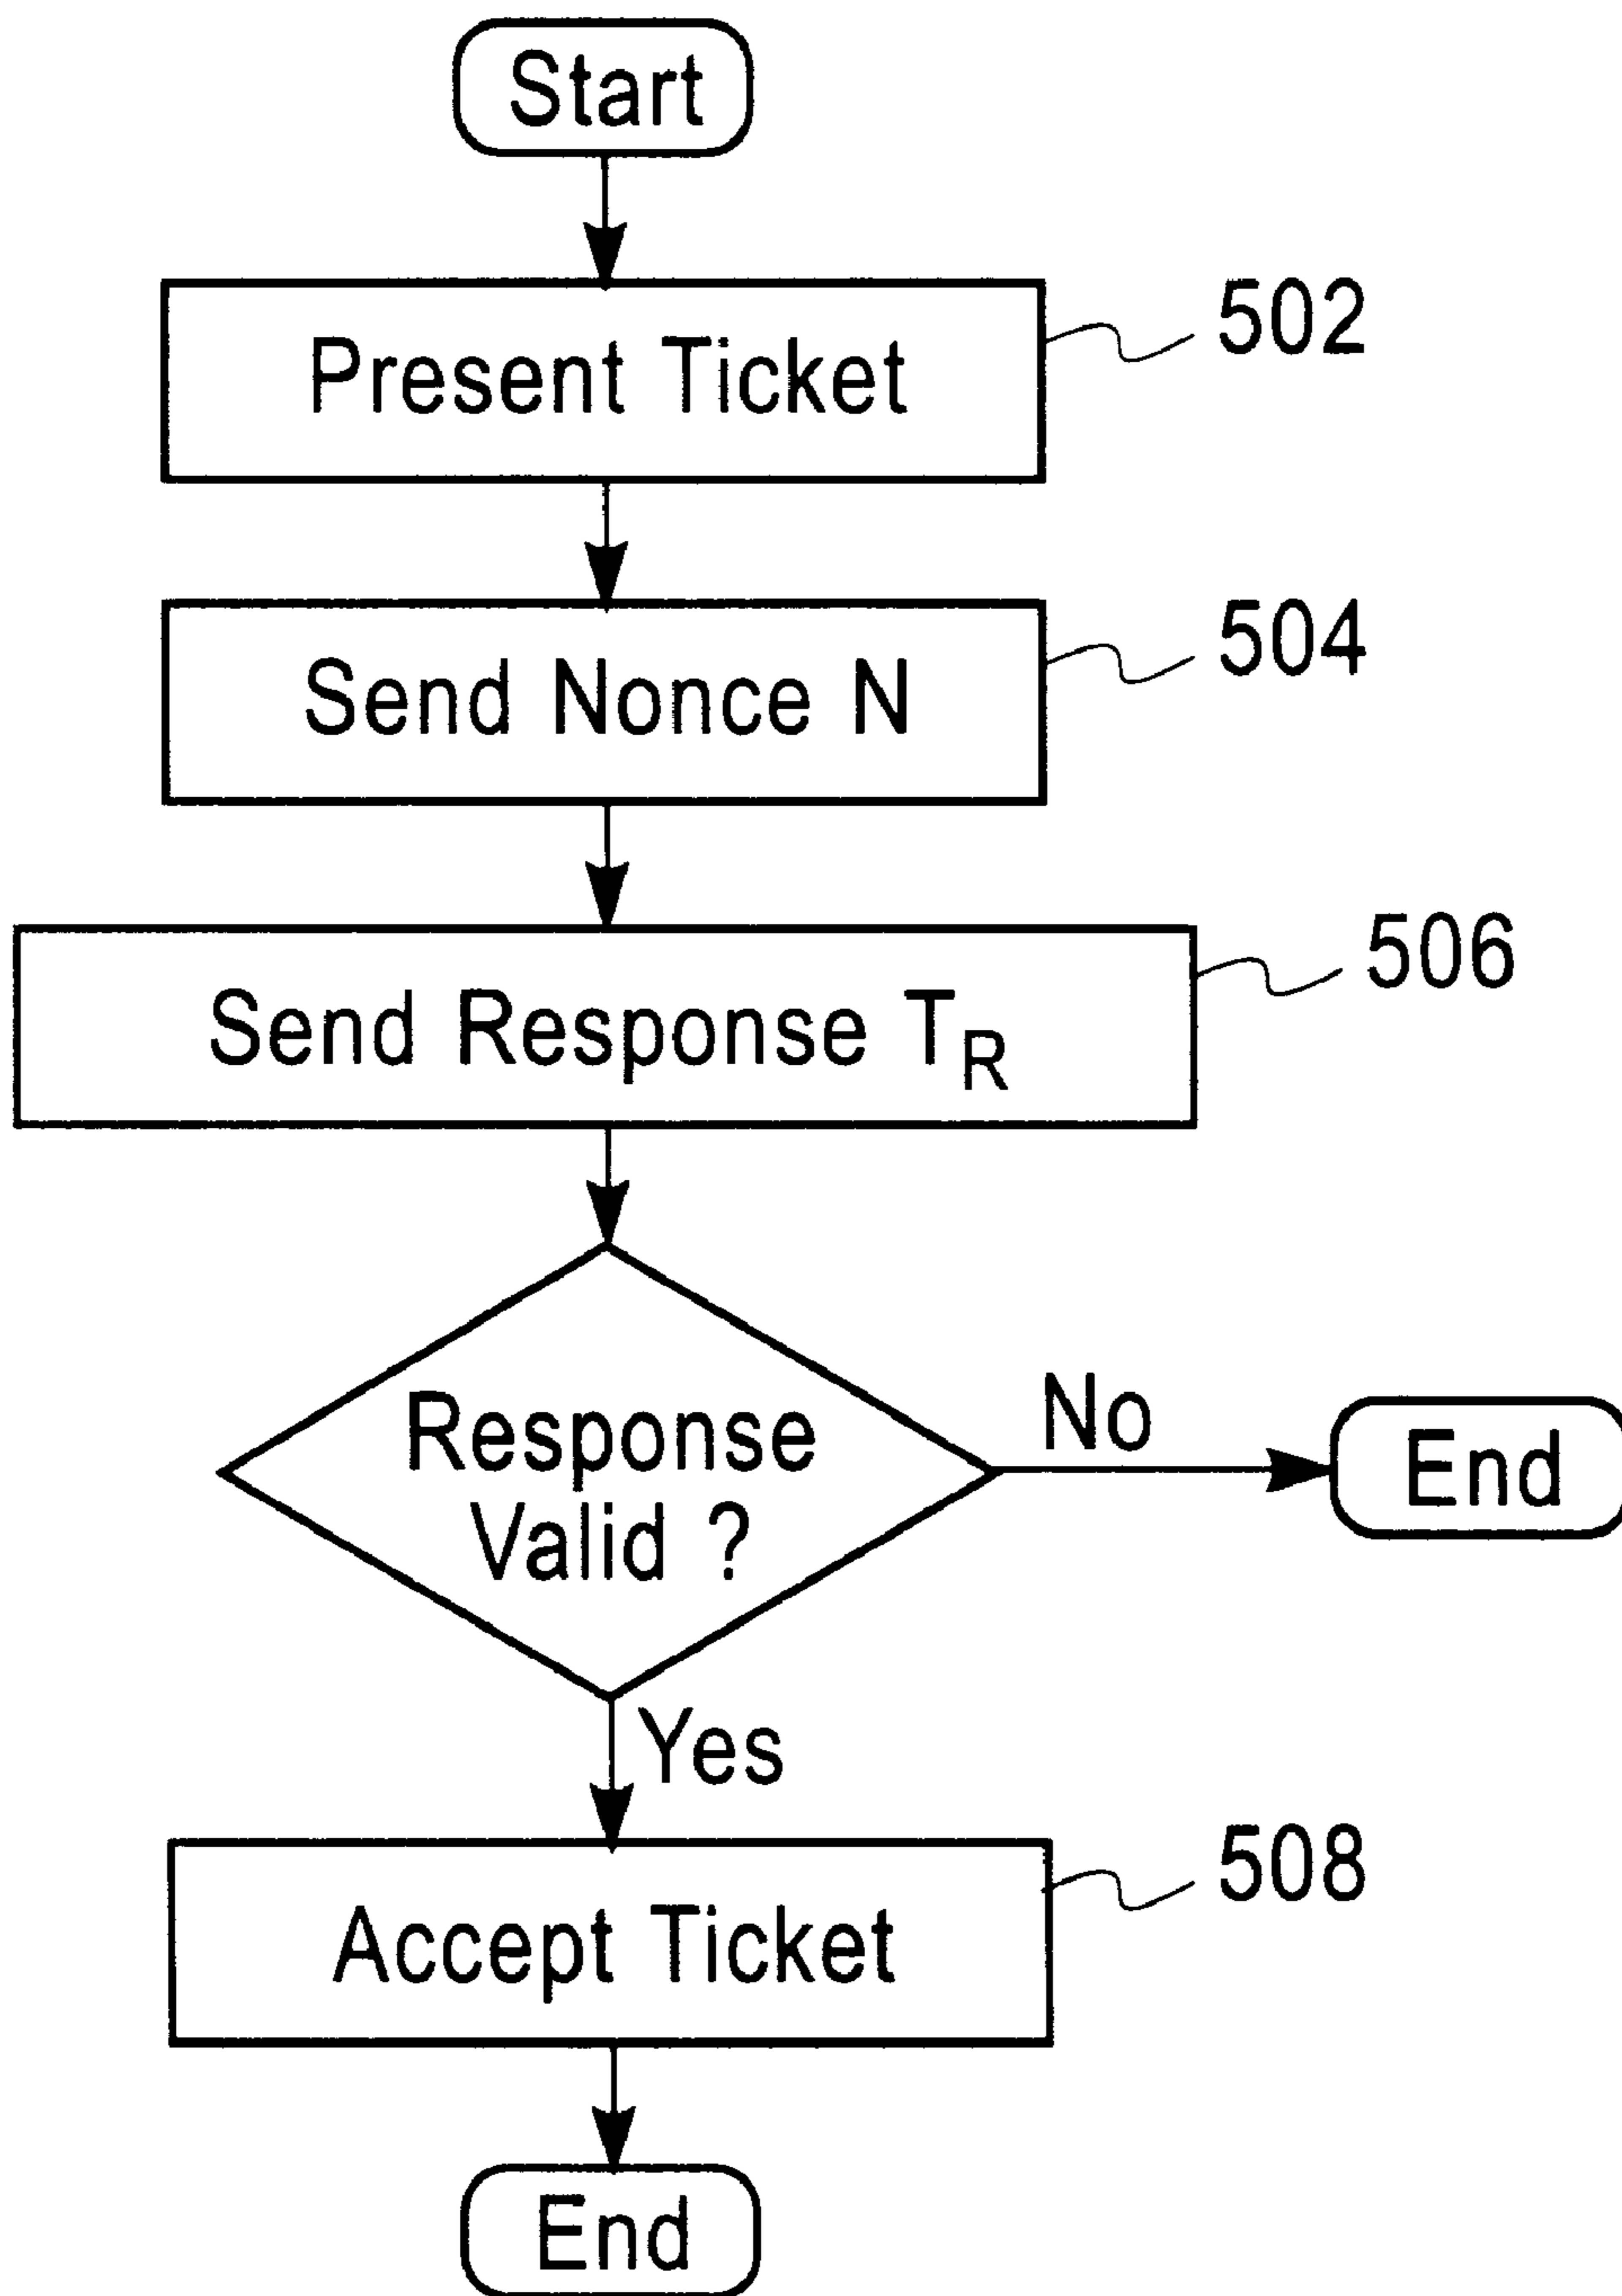 Start
Present Ticket
502
Send Nonce N
504
Send Response T_R
506
Response
Valid ?
No
End
Yes
Accept Ticket
508
End